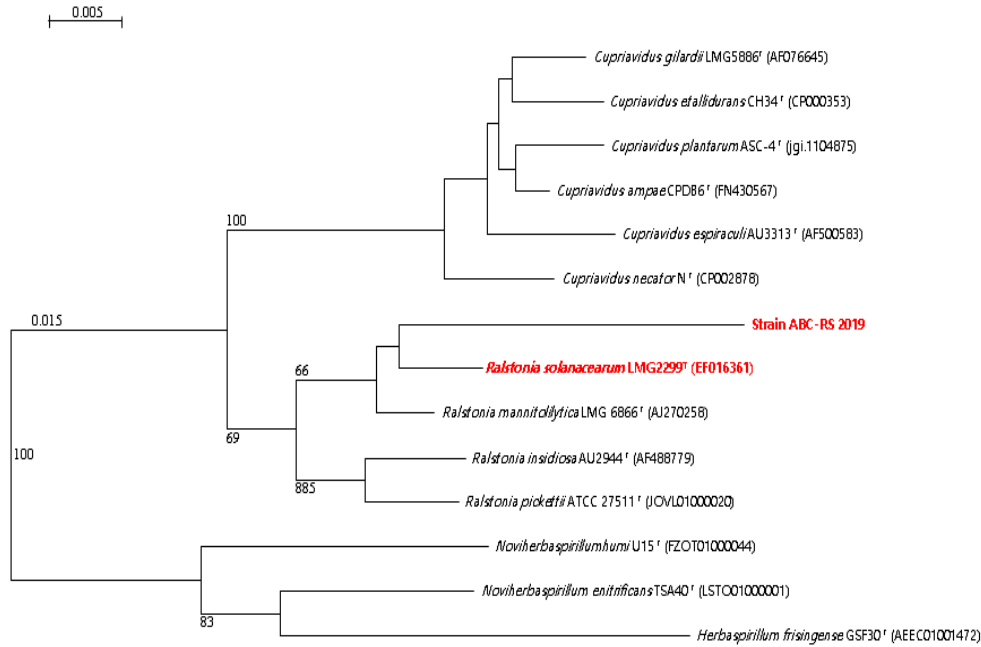 0.005
Cupriavidus gilardii LMG5886ᵀ (AF076645)
Cupriavidus etallidurans CH34ᵀ (CP000353)
Cupriavidus plantarum ASC-4ᵀ (jgi.1104875)
Cupriavidus ampae CPDB6ᵀ (FN430567)
100
Cupriavidus espiraculi AU3313ᵀ (AF500583)
Cupriavidus necator Nᵀ (CP002878)
0.015
Strain ABC-RS 2019
66
Ralstonia solanacearum LMG2299ᵀ (EF016361)
Ralstonia mannitolilytica LMG 6866ᵀ (AJ270258)
69
100
Ralstonia insidiosa AU2944ᵀ (AF488779)
885
Ralstonia pickettii ATCC 27511ᵀ (JOVL01000020)
Noviherbaspirillumhumi U15ᵀ (FZOT01000044)
Noviherbaspirillum enitrificans TSA40ᵀ (LSTO01000001)
83
Herbaspirillum frisingense GSF30ᵀ (AEEC01001472)